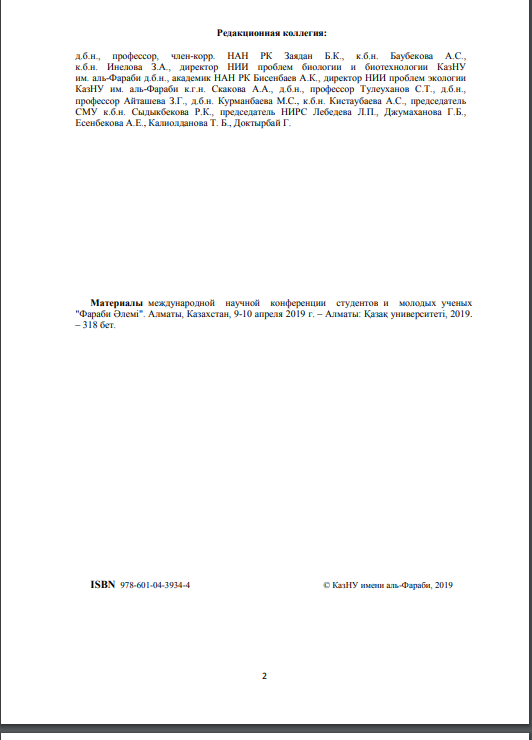 Редакционная коллегия:
д.б.н., профессор, член-корр. НАН РК Заядан Б.К., к.б.н. Баубекова А.С.,
к.б.н. Инелова З.А., директор НИИ проблем биологии и биотехнологии КазНУ
им. аль-Фараби д.б.н., академик НАН РК Бисенбаев А.К., директор НИИ проблем экологии
КазНУ им. аль-Фараби к.г.н. Скакова А.А., д.б.н., профессор Тулеуханов С.Т., д.б.н.,
профессор Айташева З.Г., д.б.н. Курманбаева М.С., к.б.н. Кистаубаева А.С., председатель
СМУ к.б.н. Сыдыкбекова Р.К., председатель НИРС Лебедева Л.П., Джумаханова Г.Б.,
Есенбекова А.Е., Калиолданова Т. Б., Доктырбай Г.
Материалы международной научной конференции студентов и молодых ученых
"Фараби Әлемі". Алматы, Казахстан, 9-10 апреля 2019 г. – Алматы: Қазақ университеті, 2019.
– 318 бет.
ISBN 978-601-04-3934-4 © КазНУ имени аль-Фараби, 2019
2